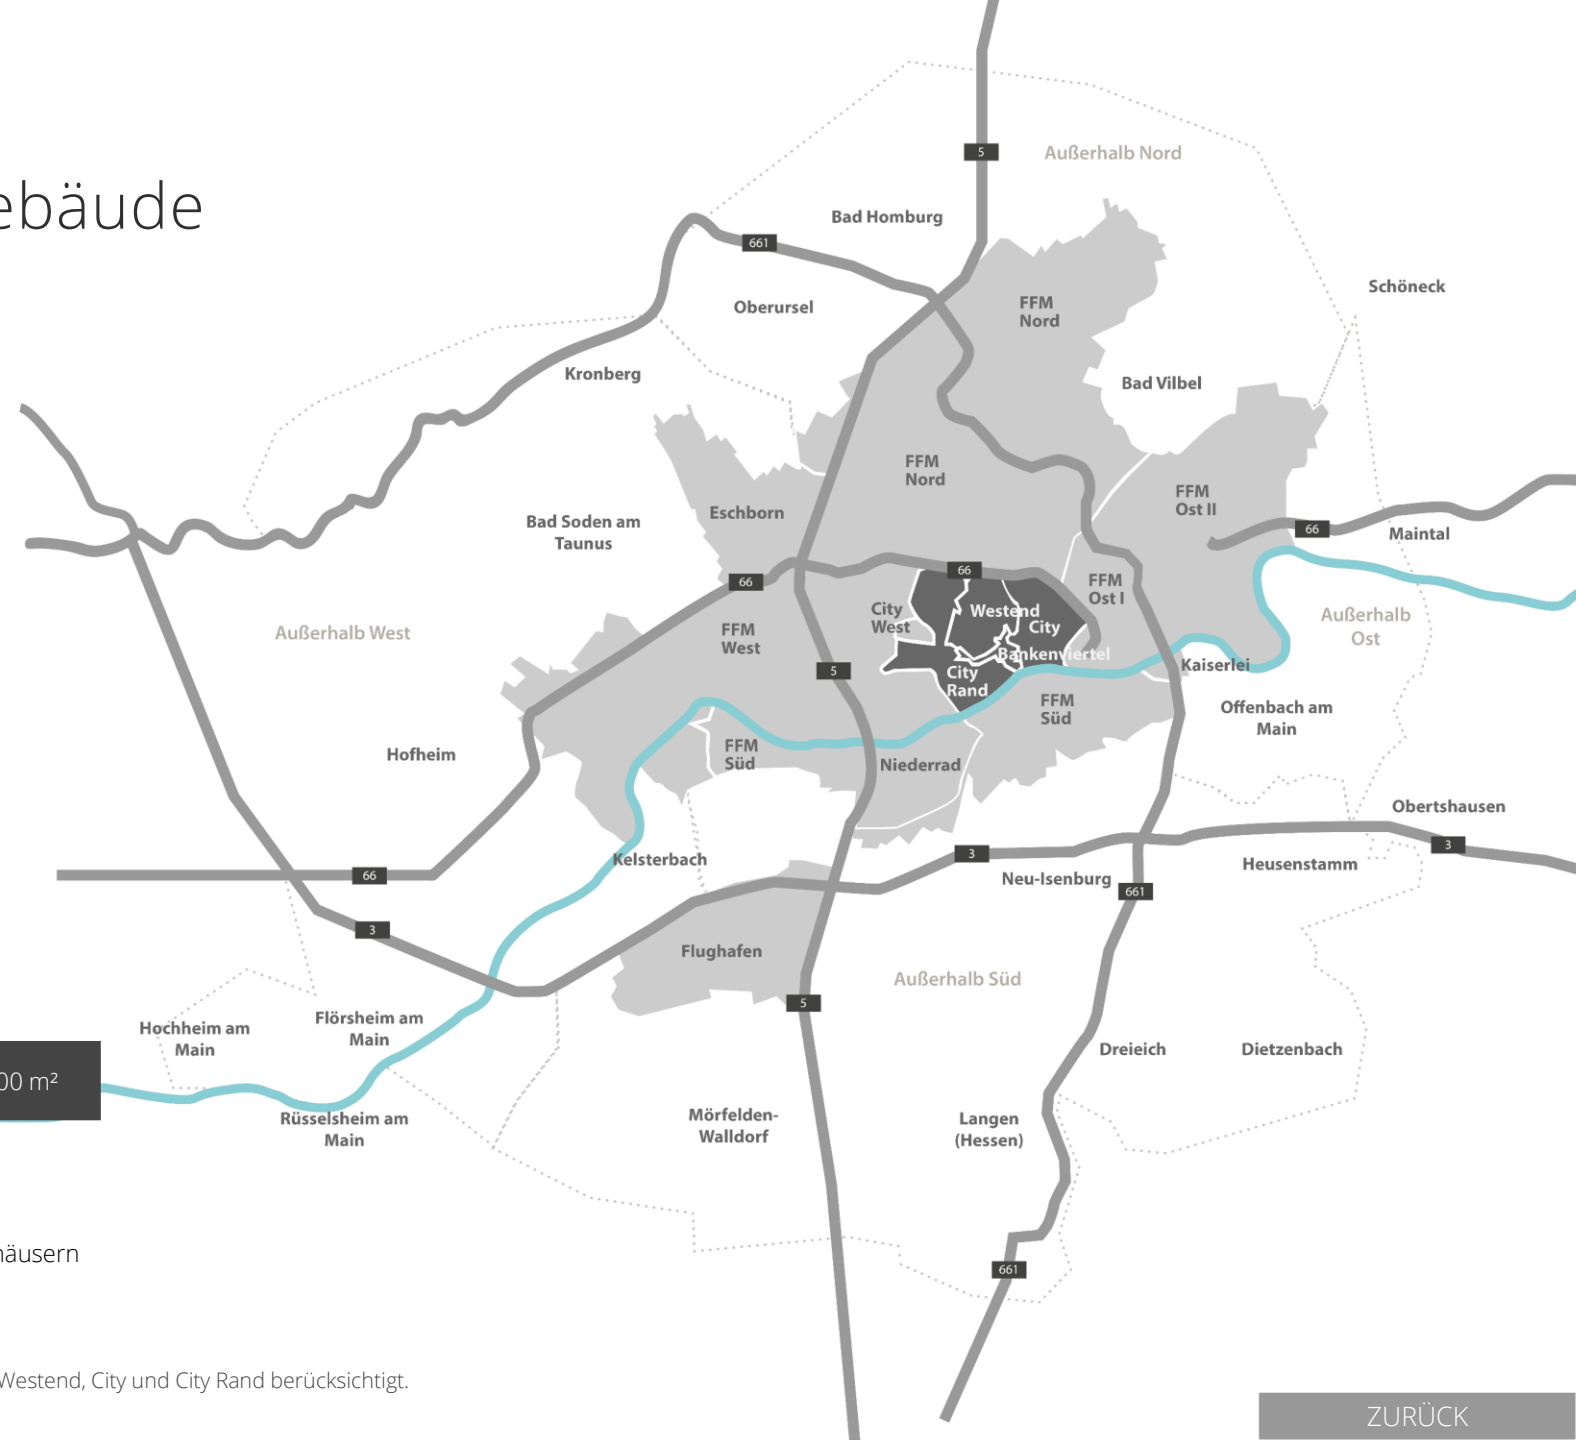 5
Außerhalb Nord
ebäude
Bad Homburg
661
Schöneck
Oberursel
FFM
Nord
Kronberg
Bad Vilbel
FFM
Nord
FFM
Ost II
Eschborn
Bad Soden am
Taunus
66
Maintal
66
66
FFM
Ost I
City
West
Westend
City
Außerhalb
Ost
Außerhalb West
FFM
West
Bankenviertel
5
Kaiserlei
City
Rand
FFM
Süd
Offenbach am
Main
Hofheim
FFM
Süd
Niederrad
Obertshausen
3
3
Kelsterbach
Heusenstamm
66
Neu-Isenburg
661
3
Flughafen
Außerhalb Süd
5
Flörsheim am
Main
Hochheim am
Main
Dreieich
Dietzenbach
00 m²
Rüsselsheim am
Main
Mörfelden-
Walldorf
Langen
(Hessen)
häusern
661
Westend, City und City Rand berücksichtigt.
ZURÜCK